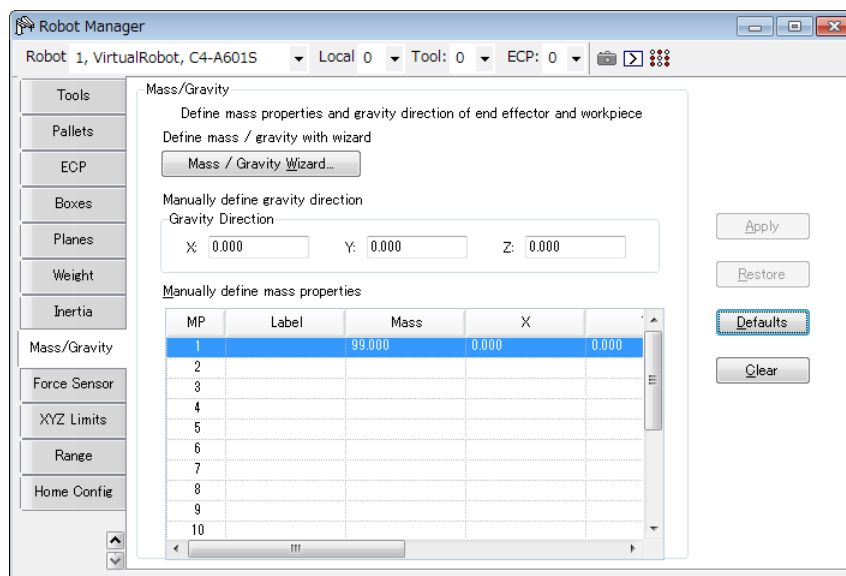 Robot Manager
Robot 1, VirtualRobot, C4-A601S Local 0 Tool: 0 ECP: 0
Tools
Pallets
ECP
Boxes
Planes
Weight
Inertia
Mass/Gravity
Force Sensor
XYZ Limits
Range
Home Config
Mass/Gravity
Define mass properties and gravity direction of end effector and workpiece
Define mass / gravity with wizard
Mass / Gravity Wizard...
Manually define gravity direction
Gravity Direction
X: 0.000 Y: 0.000 Z: 0.000
Manually define mass properties
MP Label Mass X
1 99.000 0.000 0.000
2
3
4
5
6
7
8
9
10
Apply
Restore
Defaults
Clear